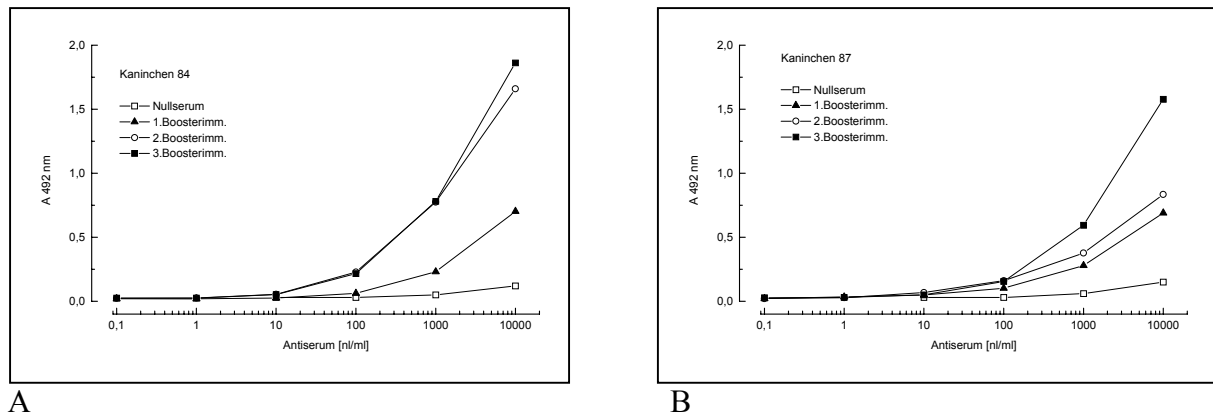 2,0
1,5
1,0
0,5
0,0
A 492 nm
Kaninchen 84
Nullserum
1.Boosterimm.
2.Boosterimm.
3.Boosterimm.
0,1 1 10 100 1000 10000
Antiserum [nl/ml]
A
2,0
1,5
1,0
0,5
0,0
A 492 nm
Kaninchen 87
Nullserum
1.Boosterimm.
2.Boosterimm.
3.Boosterimm.
0,1 1 10 100 1000 10000
Antiserum [nl/ml]
B